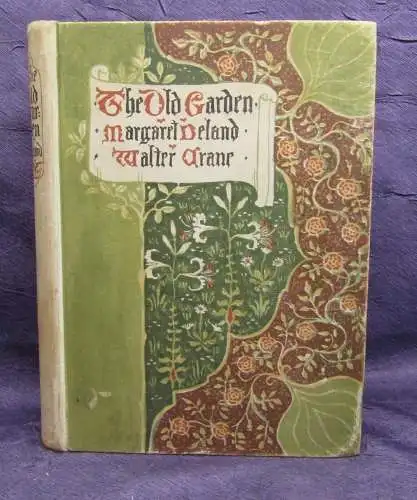 The Old Garden
Margaret Deland
Walter Crane